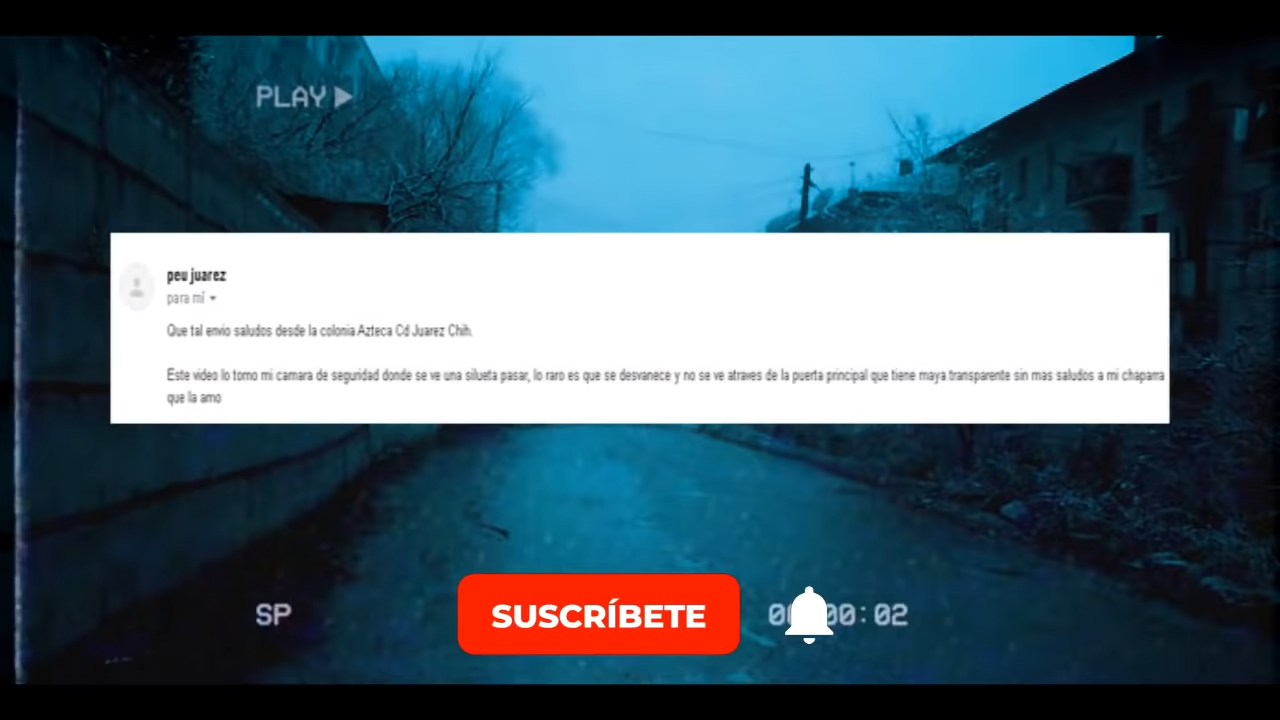 PLAY
peu juarez
para mí
Que tal envio saludos desde la colonia Azteca Cd Juarez Chih.
Este video lo tomo mi camara de seguridad donde se ve una silueta pasar, lo raro es que se desvanece y no se ve atraves de la puerta principal que tiene maya transparente sin mas saludos a mi chaparra
que la amo
SUSCRÍBETE
SP
00:02